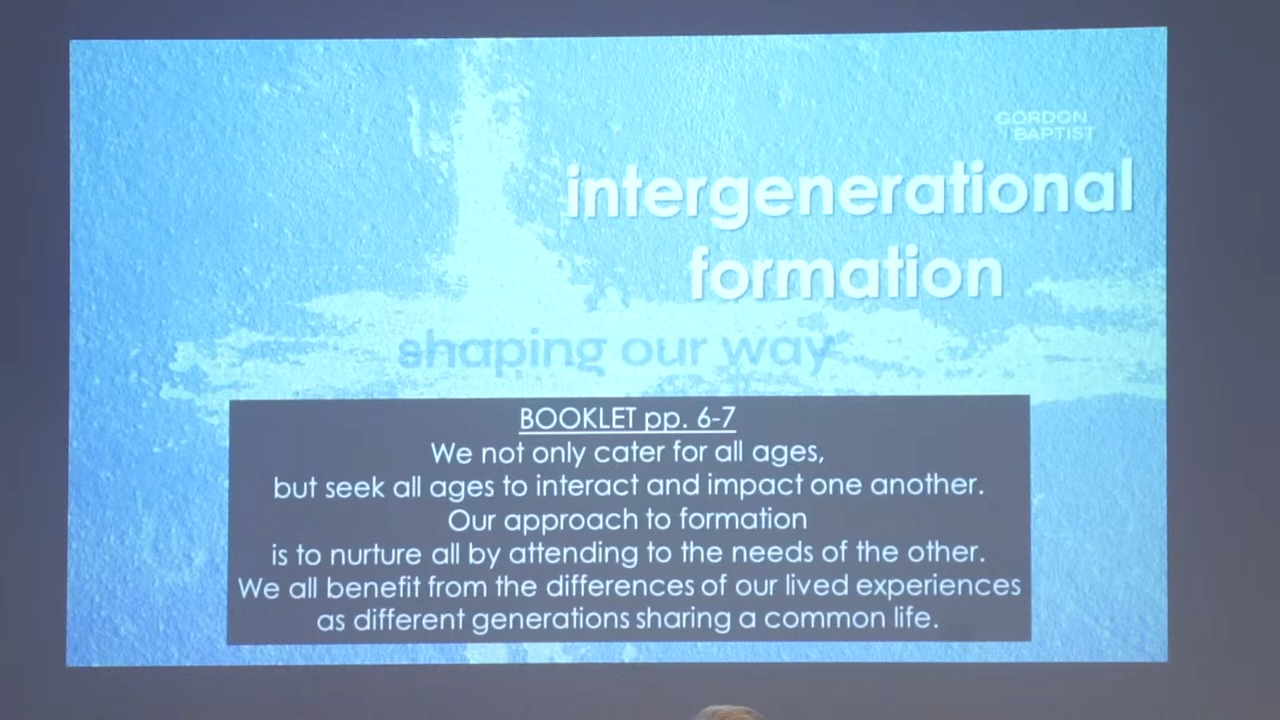 GORDON
BAPTIST
intergenerational
formation
shaping our way
BOOKLET pp. 6-7
We not only cater for all ages,
but seek all ages to interact and impact one another.
Our approach to formation
is to nurture all by attending to the needs of the other.
We all benefit from the differences of our lived experiences
as different generations sharing a common life.